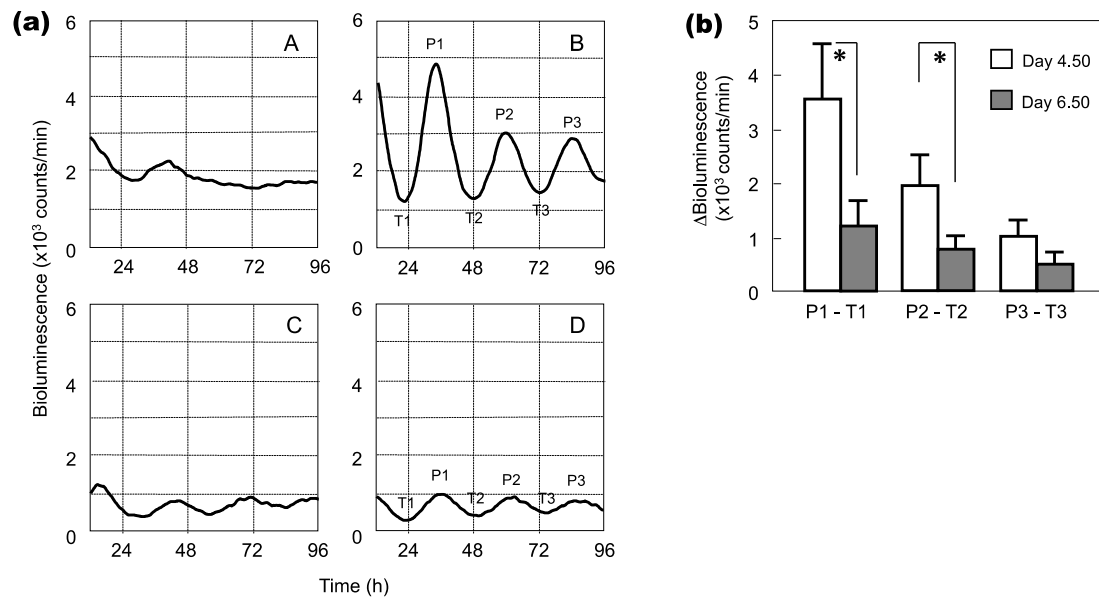 (a)
Bioluminescence (x10³ counts/min)
6
4
2
0
A
24 48 72 96
6
4
2
0
B
P1
P2
P3
T1
T2
T3
24 48 72 96
6
4
2
0
C
24 48 72 96
6
4
2
0
D
P1
P2
P3
T1
T2
T3
24 48 72 96
Time (h)
(b)
ΔBioluminescence
(x10³ counts/min)
5
4
3
2
1
0
*
*
Day 4.50
Day 6.50
P1 - T1 P2 - T2 P3 - T3